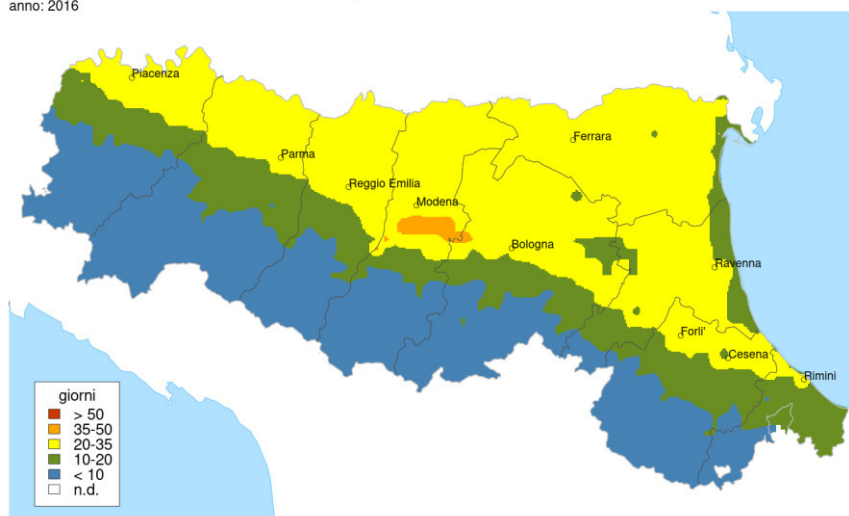 anno: 2016
Piacenza
Parma
Reggio Emilia
Modena
Ferrara
Bologna
Ravenna
Forli'
Cesena
Rimini
giorni
> 50
35-50
20-35
10-20
< 10
n.d.